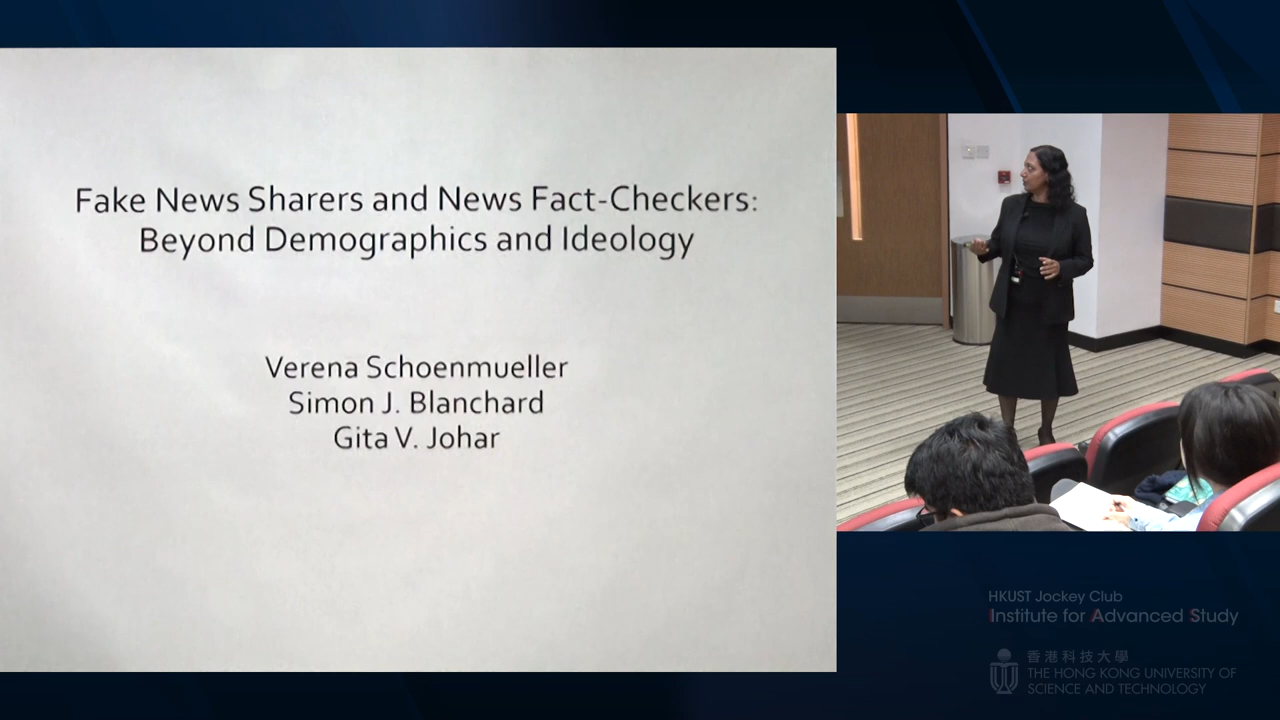 Fake News Sharers and News Fact-Checkers:
Beyond Demographics and Ideology
Verena Schoenmueller
Simon J. Blanchard
Gita V. Johar
HKUST Jockey Club
Institute for Advanced Study
香港科技大學
THE HONG KONG UNIVERSITY OF
SCIENCE AND TECHNOLOGY